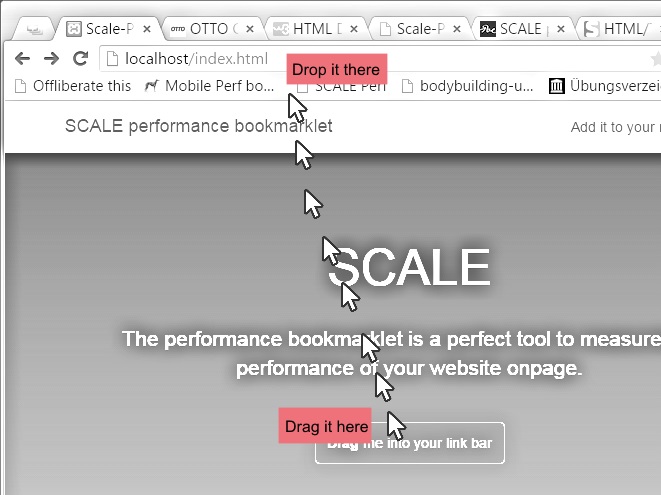 Scale-P
OTTO C
HTML D
Scale-P
SCALE p
HTML/
localhost/index.html
Drop it there
Offliberate this
Mobile Perf bo...
SCALE Perf
bodybuilding-u...
Übungsverzei
SCALE performance bookmarklet
Add it to your
SCALE
The performance bookmarklet is a perfect tool to measure
performance of your website onpage.
Drag it here
Drag me into your link bar